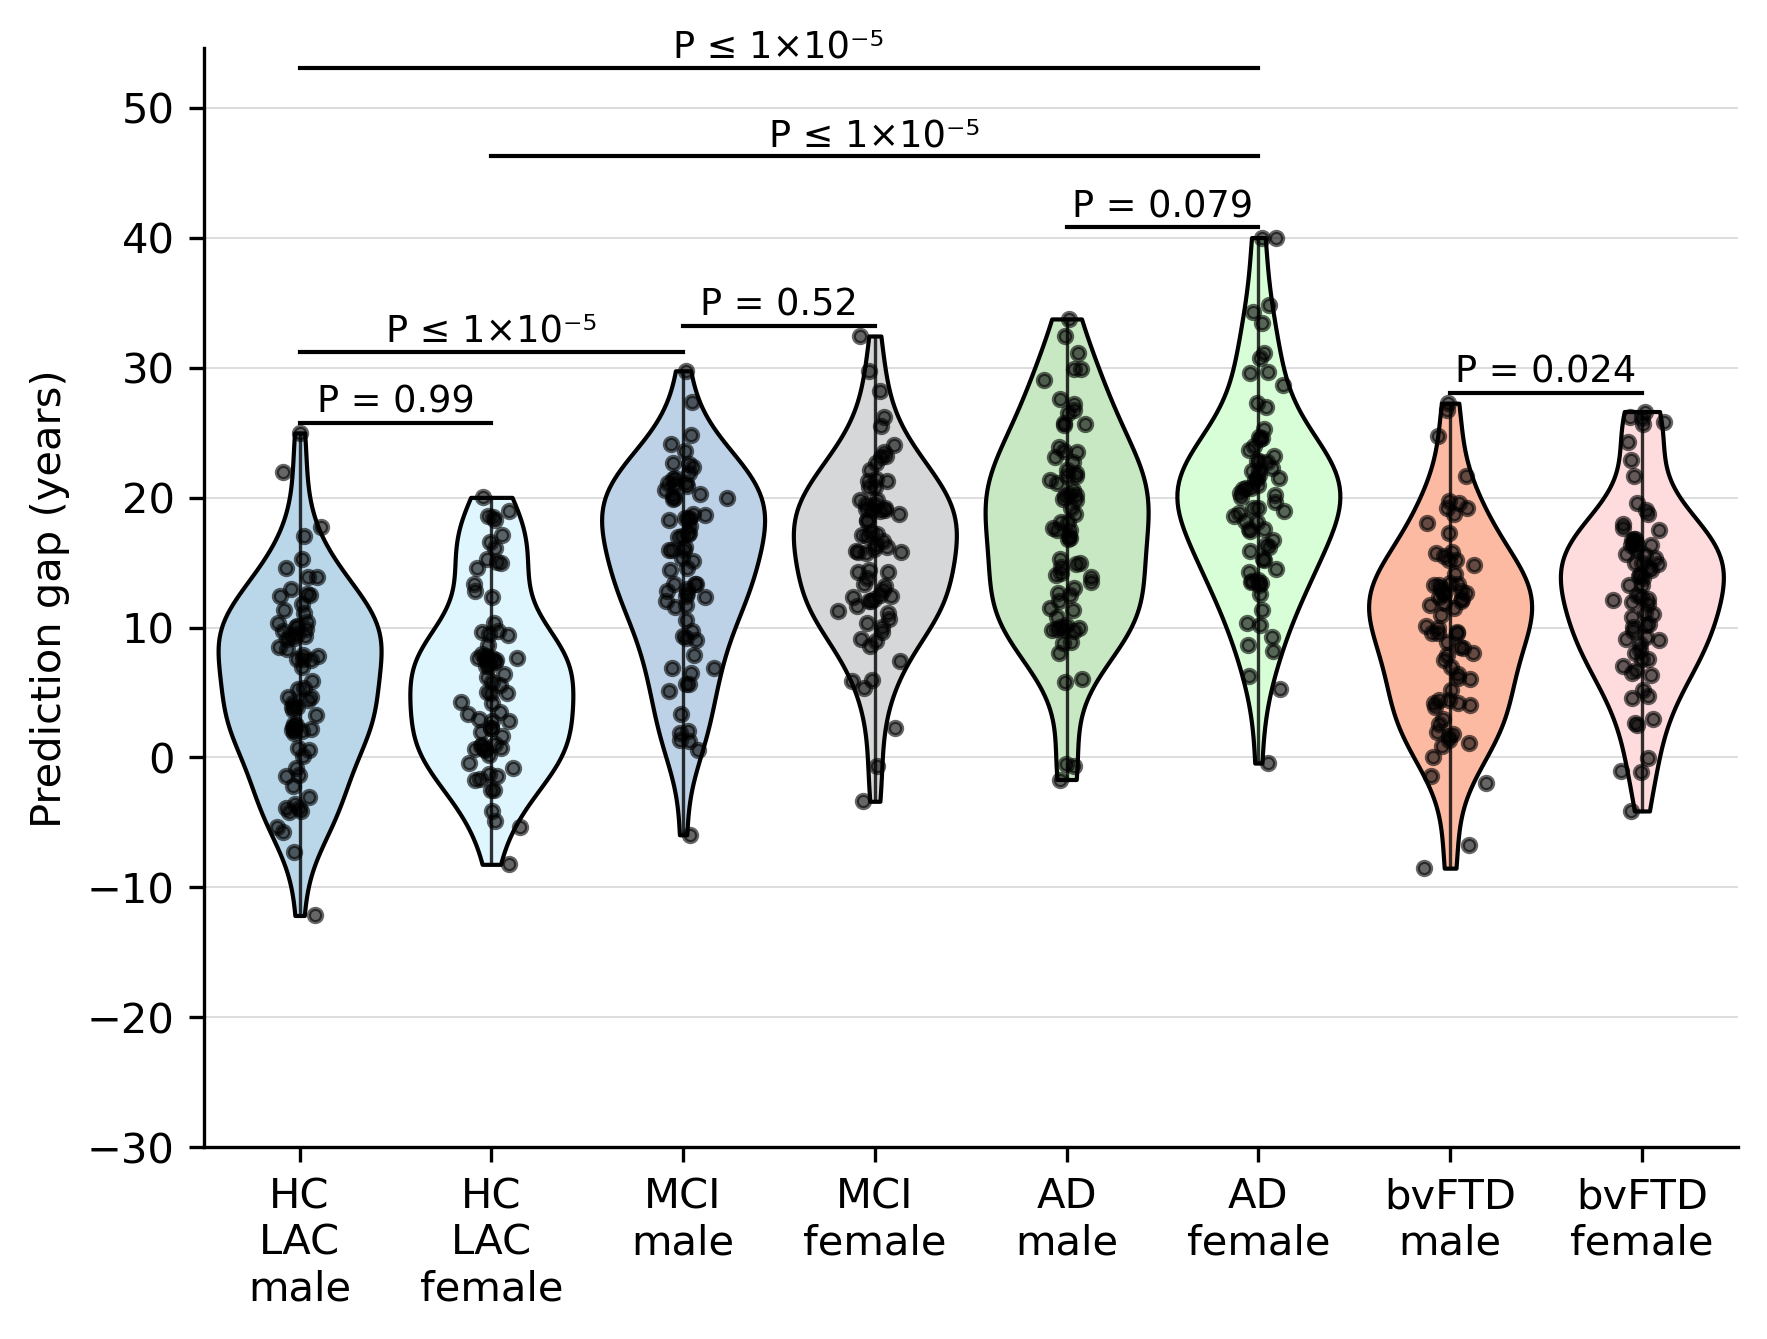 P ≤ 1×10⁻⁵
P ≤ 1×10⁻⁵
P = 0.079
P = 0.52
P ≤ 1×10⁻⁵
P = 0.024
P = 0.99
Prediction gap (years)
50
40
30
20
10
0
−10
−20
−30
HC
LAC
male
HC
LAC
female
MCI
male
MCI
female
AD
male
AD
female
bvFTD
male
bvFTD
female